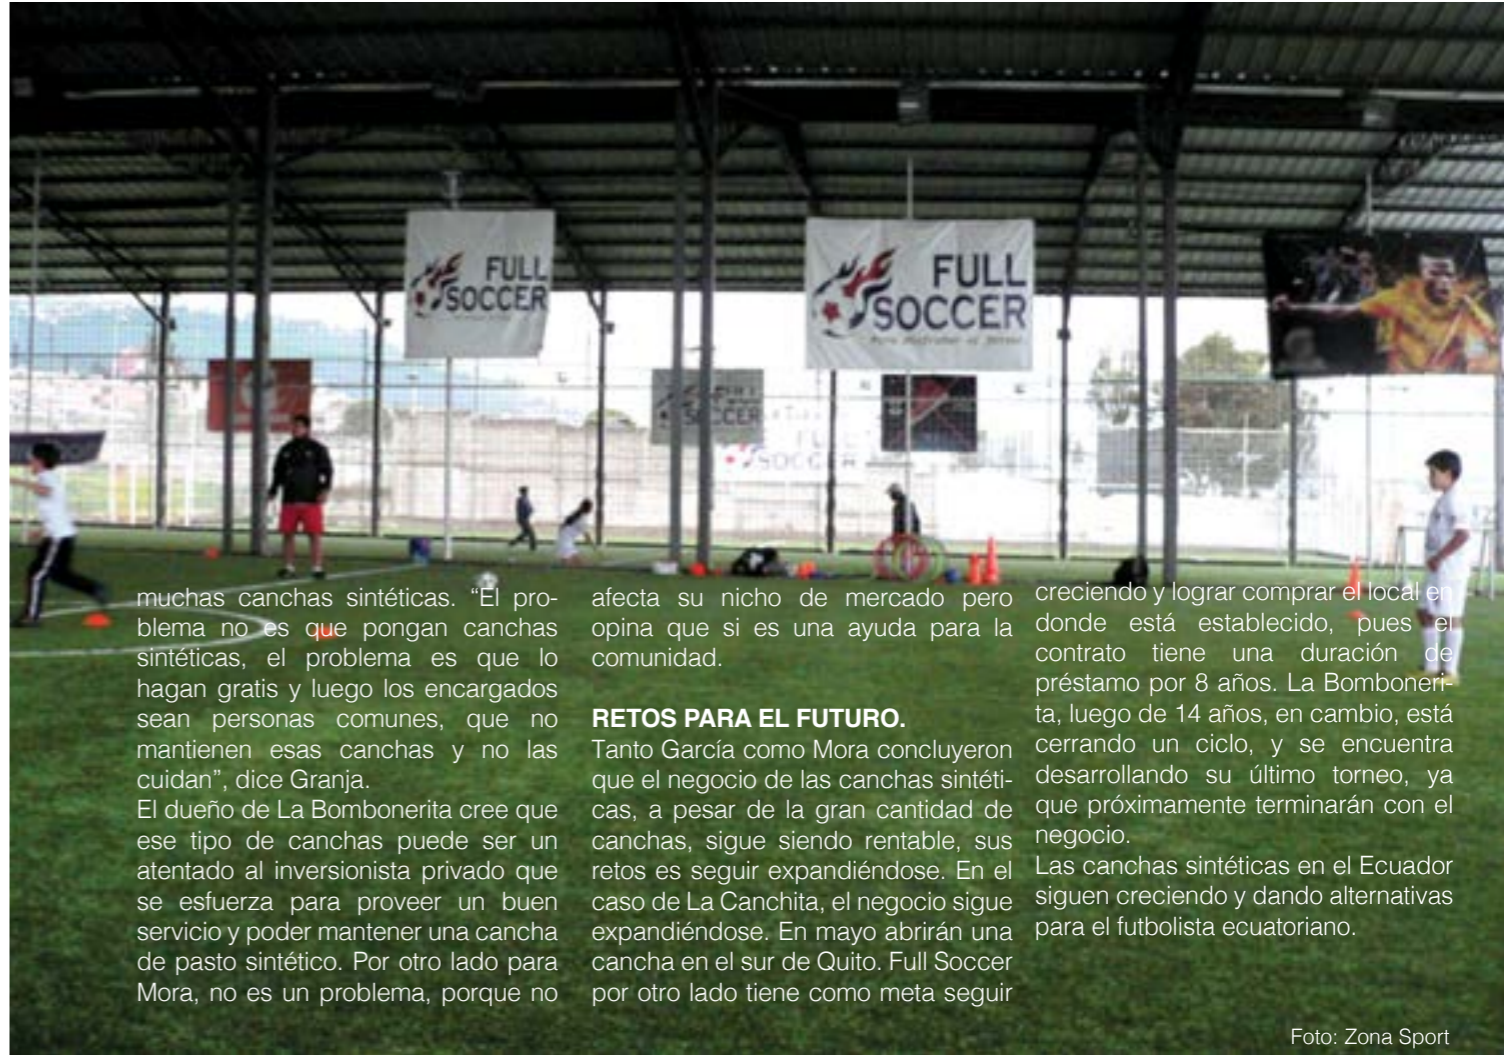 FULL
SOCCER
FULL
SOCCER
Para disfrutar el fútbol
FULL
SOCCER
FULL
SOCCER
muchas canchas sintéticas. “El pro-
blema no es que pongan canchas
sintéticas, el problema es que lo
hagan gratis y luego los encargados
sean personas comunes, que no
mantienen esas canchas y no las
cuidan”, dice Granja.
El dueño de La Bombonerita cree que
ese tipo de canchas puede ser un
atentado al inversionista privado que
se esfuerza para proveer un buen
servicio y poder mantener una cancha
de pasto sintético. Por otro lado para
Mora, no es un problema, porque no
afecta su nicho de mercado pero
opina que si es una ayuda para la
comunidad.
RETOS PARA EL FUTURO.
Tanto García como Mora concluyeron
que el negocio de las canchas sintéti-
cas, a pesar de la gran cantidad de
canchas, sigue siendo rentable, sus
retos es seguir expandiéndose. En el
caso de La Canchita, el negocio sigue
expandiéndose. En mayo abrirán una
cancha en el sur de Quito. Full Soccer
por otro lado tiene como meta seguir
creciendo y lograr comprar el local en
donde está establecido, pues el
contrato tiene una duración de
préstamo por 8 años. La Bomboneri-
ta, luego de 14 años, en cambio, está
cerrando un ciclo, y se encuentra
desarrollando su último torneo, ya
que próximamente terminarán con el
negocio.
Las canchas sintéticas en el Ecuador
siguen creciendo y dando alternativas
para el futbolista ecuatoriano.
Foto: Zona Sport